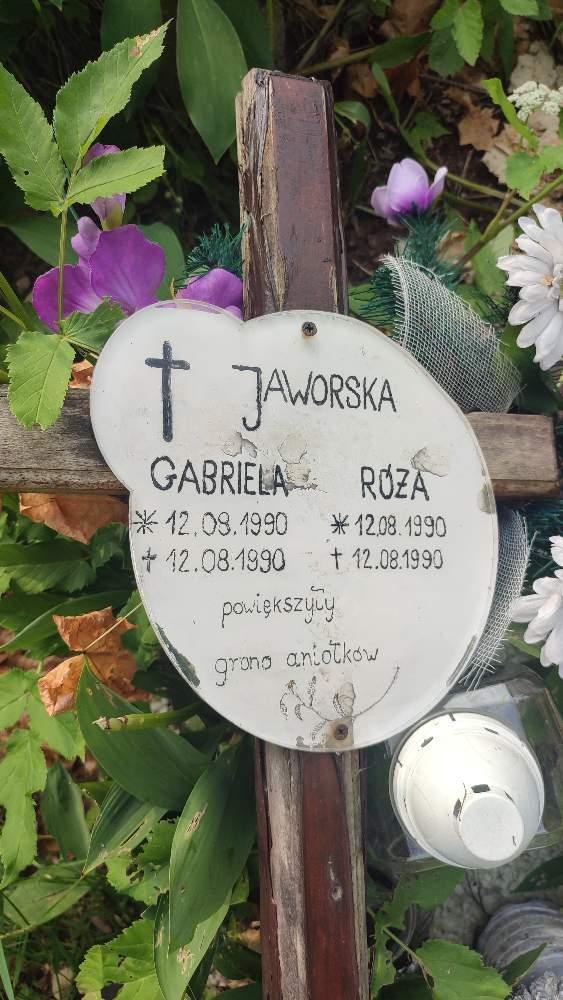 JAWORSKA
GABRIELA RÓŻA
* 12.08.1990 * 12.08.1990
† 12.08.1990 † 12.08.1990
powiększyły
grono aniołków